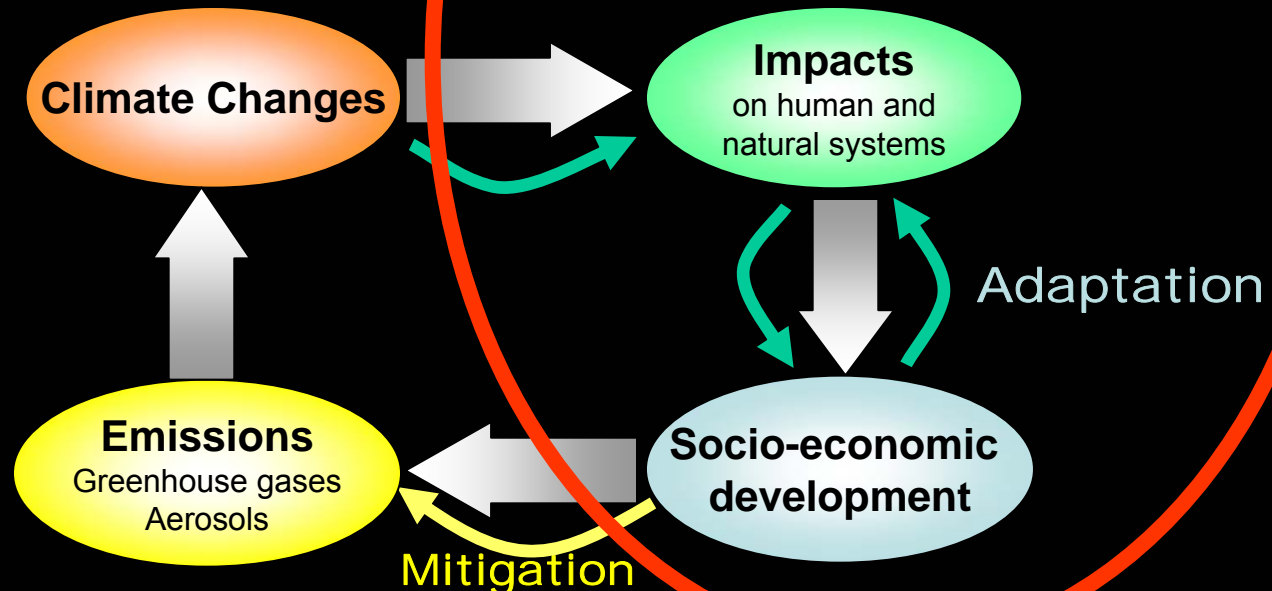 Climate Changes
Impacts
on human and
natural systems
Adaptation
Emissions
Greenhouse gases
Aerosols
Socio-economic
development
Mitigation